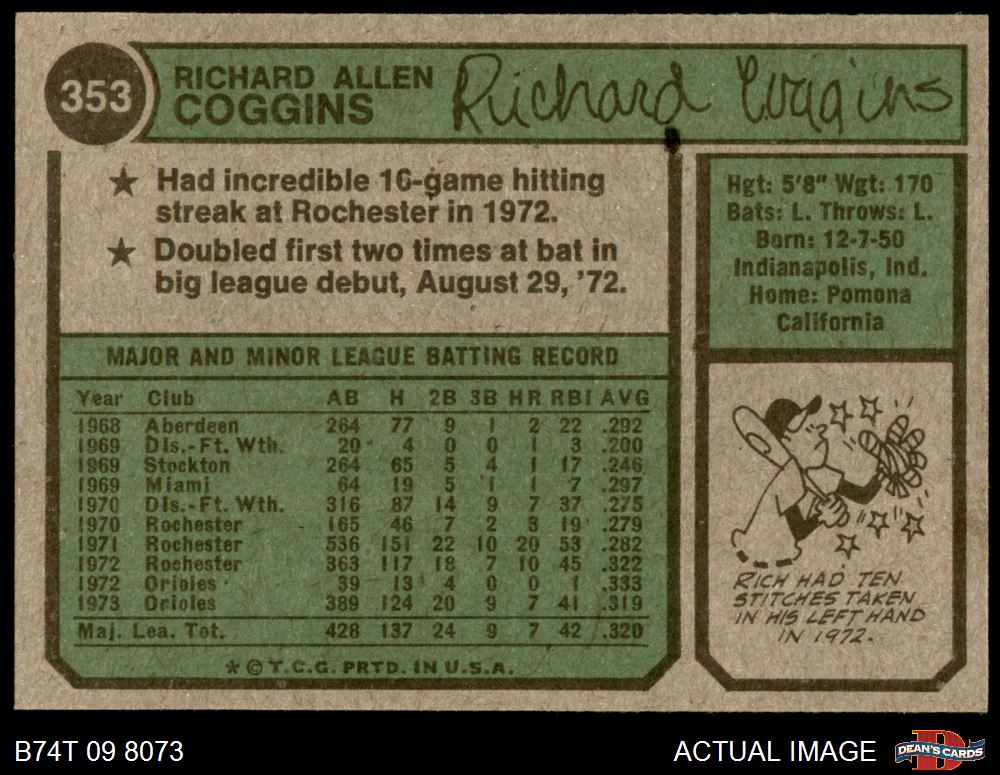 353
RICHARD ALLEN
COGGINS
Richard Coggins
★ Had incredible 16-game hitting
streak at Rochester in 1972.
★ Doubled first two times at bat in
big league debut, August 29, '72.
Hgt: 5'8" Wgt: 170
Bats: L. Throws: L.
Born: 12-7-50
Indianapolis, Ind.
Home: Pomona
California
MAJOR AND MINOR LEAGUE BATTING RECORD
Year Club AB H 2B 3B HR RBI AVG
1968 Aberdeen 264 77 9 1 2 22 .292
1969 Dls.-Ft. Wth. 20 4 0 0 1 3 .200
1969 Stockton 264 65 5 4 1 17 .246
1969 Miami 64 19 5 1 1 7 .297
1970 Dls.-Ft. Wth. 316 87 14 9 7 37 .275
1970 Rochester 165 46 7 2 3 19 .279
1971 Rochester 536 151 22 10 20 53 .282
1972 Rochester 363 117 18 7 10 45 .322
1972 Orioles 39 13 4 0 0 1 .333
1973 Orioles 389 124 20 9 7 41 .319
Maj. Lea. Tot. 428 137 24 9 7 42 .320
* © T.C.G. PRTD. IN U.S.A.
RICH HAD TEN
STITCHES TAKEN
IN HIS LEFT HAND
IN 1972.
B74T 09 8073
ACTUAL IMAGE
DEAN'S CARDS